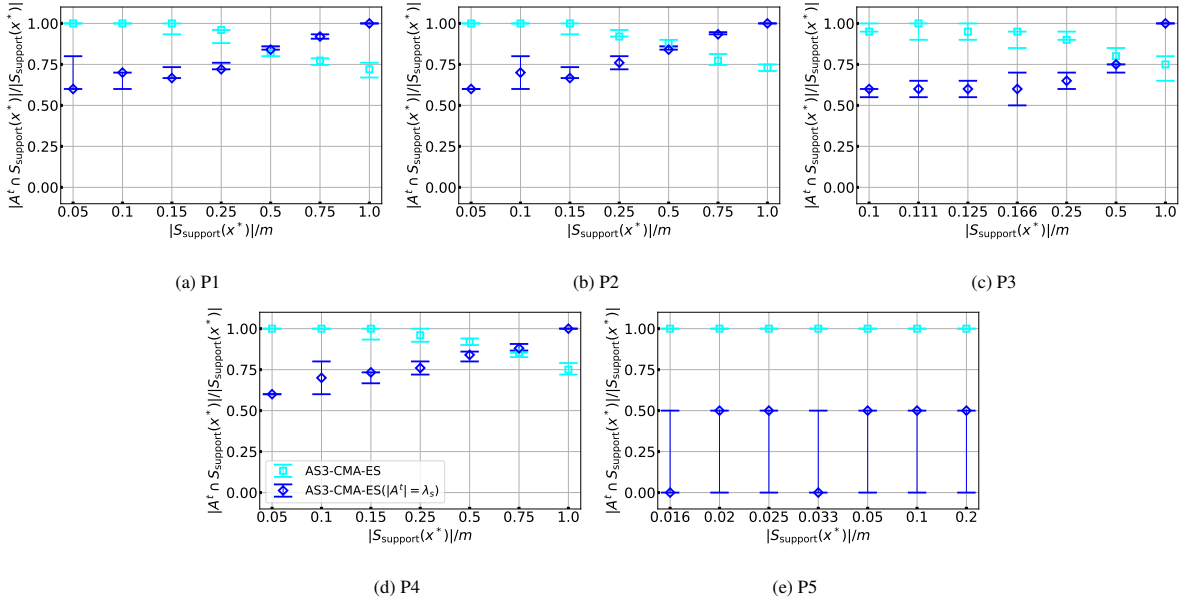 |A^t ∩ S_support(x*)|/|S_support(x*)|
1.00
0.75
0.50
0.25
0.00
0.05 0.1 0.15 0.25 0.5 0.75 1.0
|S_support(x*)|/m
(a) P1
|A^t ∩ S_support(x*)|/|S_support(x*)|
1.00
0.75
0.50
0.25
0.00
0.05 0.1 0.15 0.25 0.5 0.75 1.0
|S_support(x*)|/m
(b) P2
|A^t ∩ S_support(x*)|/|S_support(x*)|
1.00
0.75
0.50
0.25
0.00
0.1 0.111 0.125 0.166 0.25 0.5 1.0
|S_support(x*)|/m
(c) P3
|A^t ∩ S_support(x*)|/|S_support(x*)|
1.00
0.75
0.50
0.25
0.00
AS3-CMA-ES
AS3-CMA-ES(|A^t| = λ_s)
0.05 0.1 0.15 0.25 0.5 0.75 1.0
|S_support(x*)|/m
(d) P4
|A^t ∩ S_support(x*)|/|S_support(x*)|
1.00
0.75
0.50
0.25
0.00
0.016 0.02 0.025 0.033 0.05 0.1 0.2
|S_support(x*)|/m
(e) P5